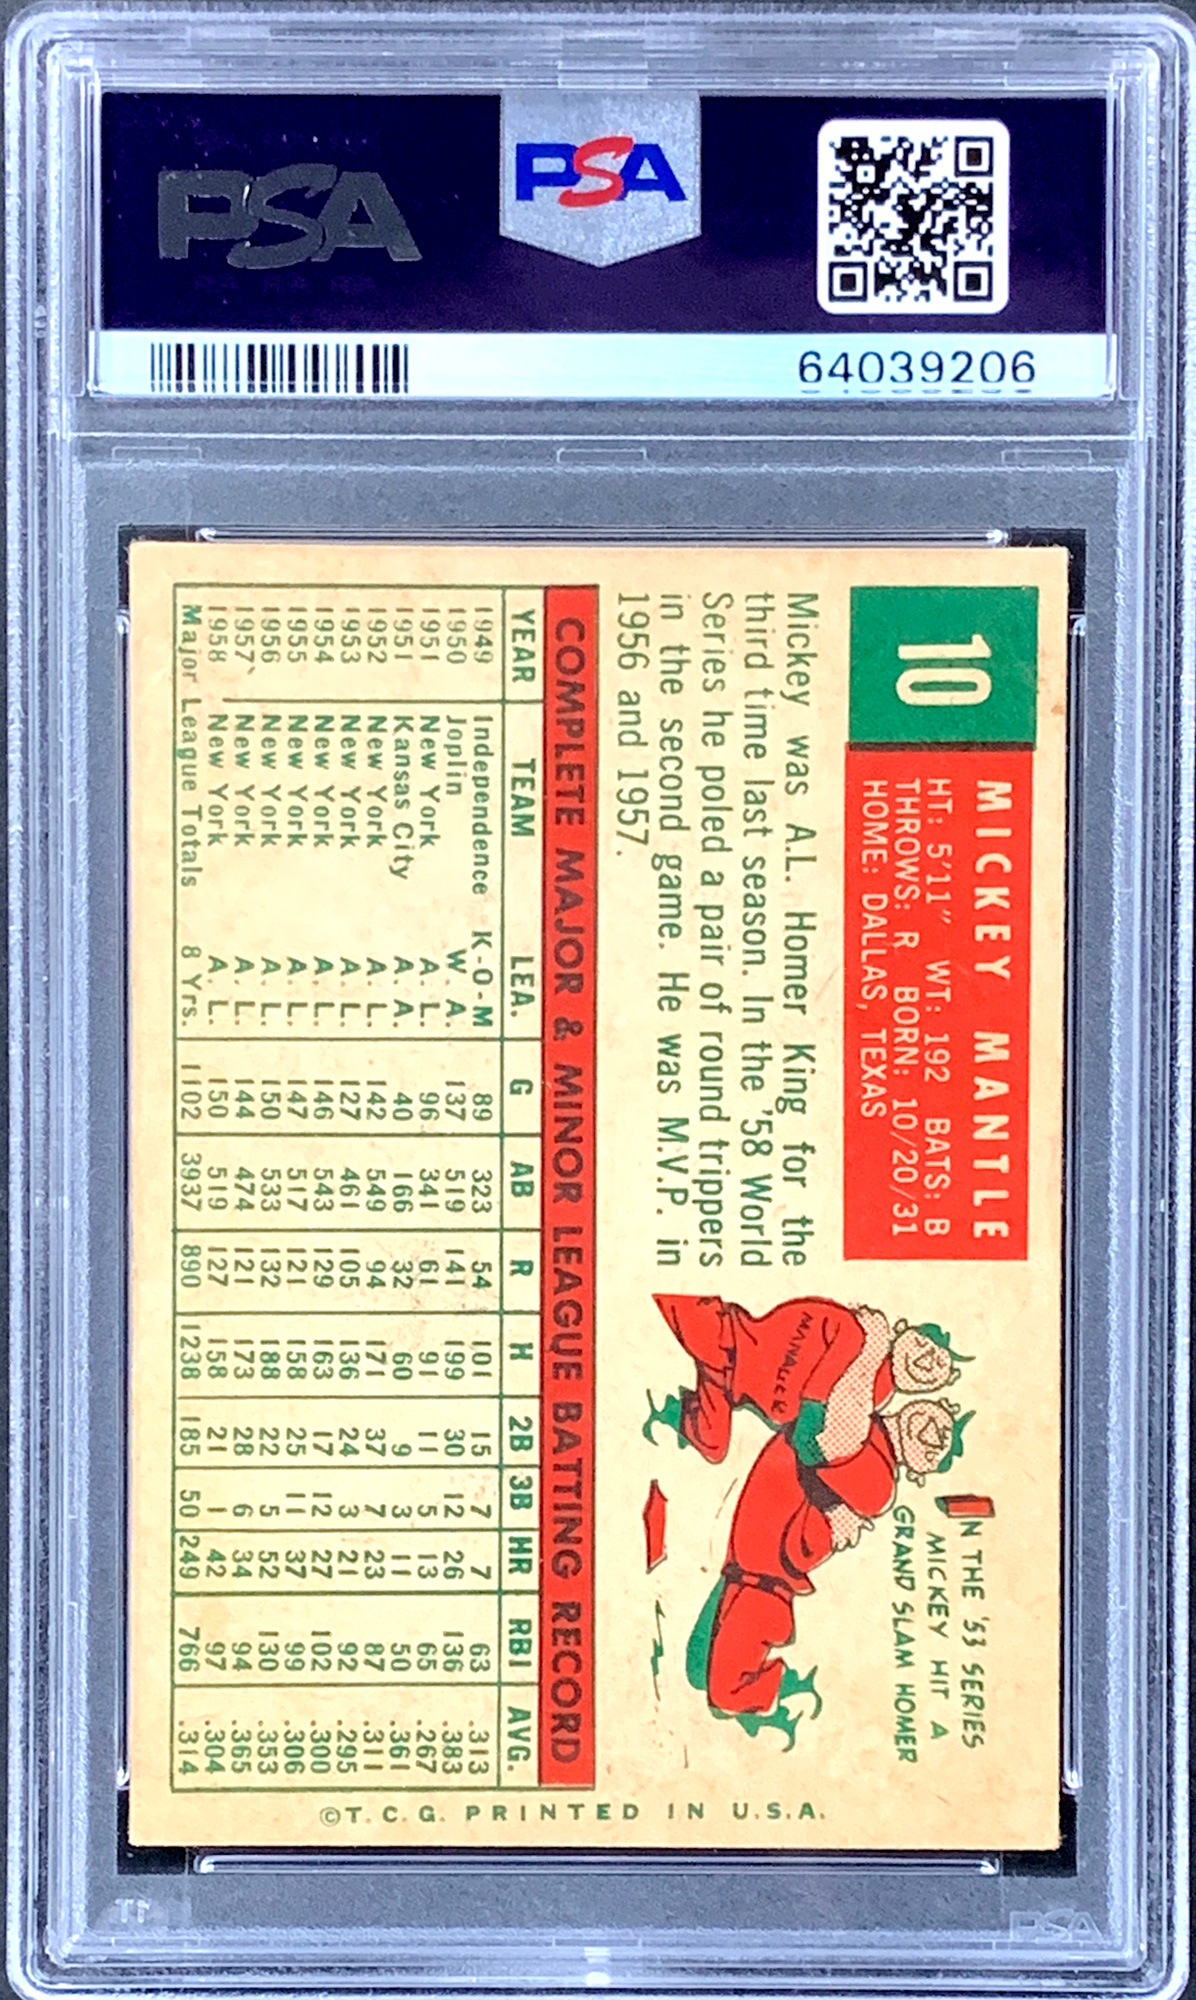 PSA
PSA
64039206
10
MICKEY MANTLE
HT: 5'11" WT: 192 BATS: B
THROWS: R BORN: 10/20/31
HOME: DALLAS, TEXAS
Mickey was A.L. Homer King for the
third time last season. In the '58 World
Series he poled a pair of round trippers
in the second game. He was M.V.P. in
1956 and 1957.
IN THE '53 SERIES
MICKEY HIT A
GRAND SLAM HOMER
MANAGER
COMPLETE MAJOR & MINOR LEAGUE BATTING RECORD
YEAR TEAM LEA. G AB R H 2B 3B HR RBI AVG.
1949 Independence K-O-M 89 323 54 101 15 7 7 63 .313
1950 Joplin W. A. 137 519 141 199 30 12 26 136 .383
1951 New York A. L. 96 341 61 91 11 5 13 65 .267
1951 Kansas City A. A. 40 166 32 60 9 3 11 50 .361
1952 New York A. L. 142 549 94 171 37 7 23 87 .311
1953 New York A. L. 127 461 105 136 24 3 21 92 .295
1954 New York A. L. 146 543 129 163 17 12 27 102 .300
1955 New York A. L. 147 517 121 158 25 11 37 99 .306
1956 New York A. L. 150 533 132 188 22 5 52 130 .353
1957 New York A. L. 144 474 121 173 28 6 34 94 .365
1958 New York A. L. 150 519 127 158 21 1 42 97 .304
Major League Totals 8 Yrs. 1102 3937 890 1238 185 50 249 766 .314
©T. C. G. PRINTED IN U.S.A.
PSA